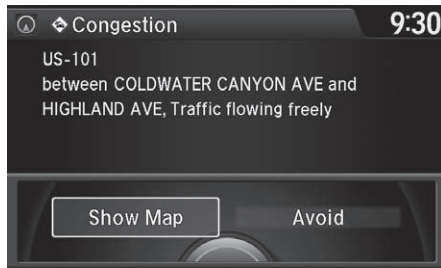 Congestion
9:30
US-101
between COLDWATER CANYON AVE and
HIGHLAND AVE, Traffic flowing freely
Show Map
Avoid